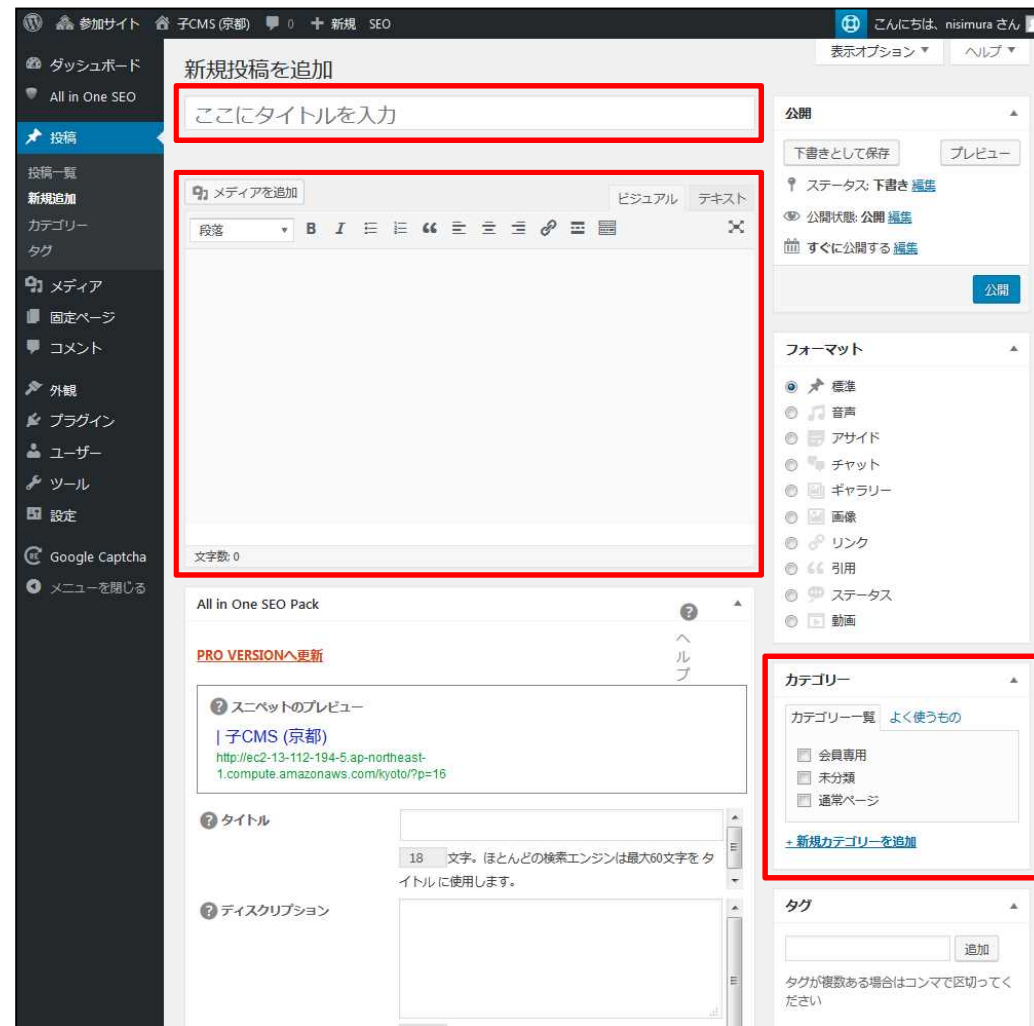 参加サイト 子CMS (京都) 0 + 新規 SEO こんにちは、nisimura さん
表示オプション ▼ ヘルプ ▼
ダッシュボード
All in One SEO
投稿
投稿一覧
新規追加
カテゴリー
タグ
メディア
固定ページ
コメント
外観
プラグイン
ユーザー
ツール
設定
Google Captcha
メニューを閉じる
新規投稿を追加
ここにタイトルを入力
メディアを追加
ビジュアル テキスト
段落 B I
文字数: 0
All in One SEO Pack
ヘルプ
PRO VERSIONへ更新
スニペットのプレビュー
| 子CMS (京都)
http://ec2-13-112-194-5.ap-northeast-
1.compute.amazonaws.com/kyoto/?p=16
タイトル
18 文字。ほとんどの検索エンジンは最大60文字を タ
イトル に使用します。
ディスクリプション
公開
下書きとして保存 プレビュー
ステータス: 下書き 編集
公開状態: 公開 編集
すぐに公開する 編集
公開
フォーマット
標準
音声
アサイド
チャット
ギャラリー
画像
リンク
引用
ステータス
動画
カテゴリー
カテゴリー一覧 よく使うもの
会員専用
未分類
通常ページ
+ 新規カテゴリーを追加
タグ
追加
タグが複数ある場合はコンマで区切ってく
ださい